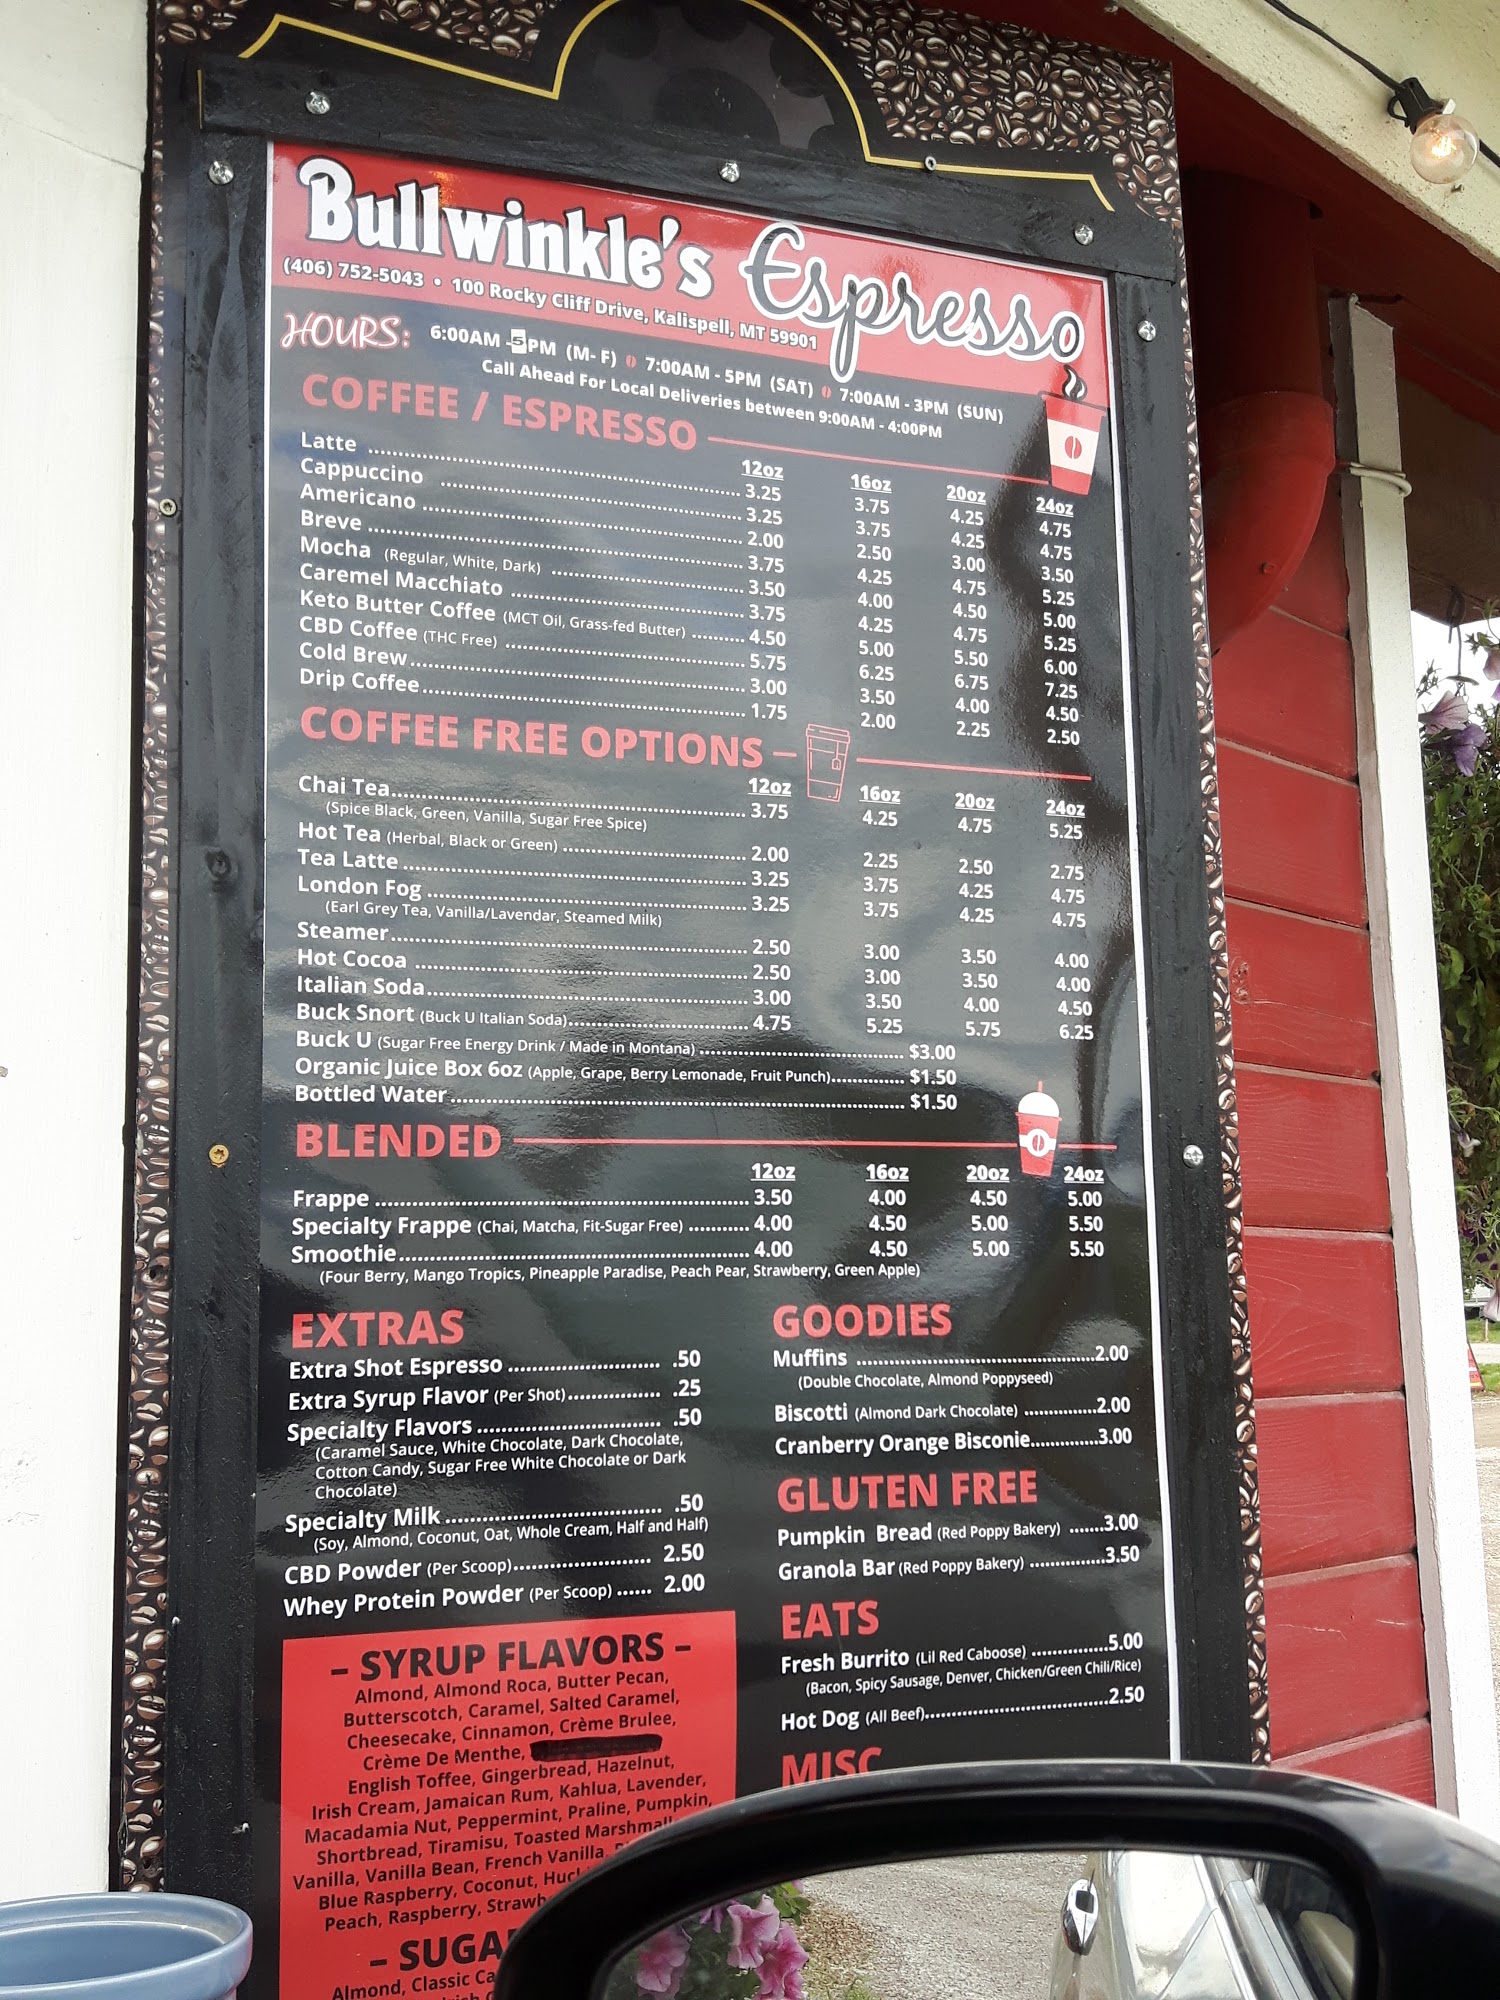 Bullwinkle's Espresso
(406) 752-5043 • 100 Rocky Cliff Drive, Kalispell, MT 59901
HOURS: 6:00AM -5PM (M- F) 7:00AM - 5PM (SAT) 7:00AM - 3PM (SUN)
Call Ahead For Local Deliveries between 9:00AM - 4:00PM
COFFEE / ESPRESSO
12oz 16oz 20oz 24oz
Latte 3.25 3.75 4.25 4.75
Cappuccino 3.25 3.75 4.25 4.75
Americano 2.00 2.50 3.00 3.50
Breve 3.75 4.25 4.75 5.25
Mocha (Regular, White, Dark) 3.50 4.00 4.50 5.00
Caremel Macchiato 3.75 4.25 4.75 5.25
Keto Butter Coffee (MCT Oil, Grass-fed Butter) 4.50 5.00 5.50 6.00
CBD Coffee (THC Free) 5.75 6.25 6.75 7.25
Cold Brew 3.00 3.50 4.00 4.50
Drip Coffee 1.75 2.00 2.25 2.50
COFFEE FREE OPTIONS
12oz 16oz 20oz 24oz
Chai Tea 3.75 4.25 4.75 5.25
(Spice Black, Green, Vanilla, Sugar Free Spice)
Hot Tea (Herbal, Black or Green) 2.00 2.25 2.50 2.75
Tea Latte 3.25 3.75 4.25 4.75
London Fog 3.25 3.75 4.25 4.75
(Earl Grey Tea, Vanilla/Lavendar, Steamed Milk)
Steamer 2.50 3.00 3.50 4.00
Hot Cocoa 2.50 3.00 3.50 4.00
Italian Soda 3.00 3.50 4.00 4.50
Buck Snort (Buck U Italian Soda) 4.75 5.25 5.75 6.25
Buck U (Sugar Free Energy Drink / Made in Montana) $3.00
Organic Juice Box 6oz (Apple, Grape, Berry Lemonade, Fruit Punch) $1.50
Bottled Water $1.50
BLENDED
12oz 16oz 20oz 24oz
Frappe 3.50 4.00 4.50 5.00
Specialty Frappe (Chai, Matcha, Fit-Sugar Free) 4.00 4.50 5.00 5.50
Smoothie 4.00 4.50 5.00 5.50
(Four Berry, Mango Tropics, Pineapple Paradise, Peach Pear, Strawberry, Green Apple)
EXTRAS
Extra Shot Espresso .50
Extra Syrup Flavor (Per Shot) .25
Specialty Flavors .50
(Caramel Sauce, White Chocolate, Dark Chocolate,
Cotton Candy, Sugar Free White Chocolate or Dark
Chocolate)
Specialty Milk .50
(Soy, Almond, Coconut, Oat, Whole Cream, Half and Half)
CBD Powder (Per Scoop) 2.50
Whey Protein Powder (Per Scoop) 2.00
– SYRUP FLAVORS –
Almond, Almond Roca, Butter Pecan,
Butterscotch, Caramel, Salted Caramel,
Cheesecake, Cinnamon, Crème Brulee,
Crème De Menthe,
English Toffee, Gingerbread, Hazelnut,
Irish Cream, Jamaican Rum, Kahlua, Lavender,
Macadamia Nut, Peppermint, Praline, Pumpkin,
Shortbread, Tiramisu, Toasted Marshmall
Vanilla, Vanilla Bean, French Vanilla,
Blue Raspberry, Coconut,
Peach, Raspberry,
– SUGA
Almond, Classic
GOODIES
Muffins 2.00
(Double Chocolate, Almond Poppyseed)
Biscotti (Almond Dark Chocolate) 2.00
Cranberry Orange Bisconie 3.00
GLUTEN FREE
Pumpkin Bread (Red Poppy Bakery) 3.00
Granola Bar (Red Poppy Bakery) 3.50
EATS
Fresh Burrito (Lil Red Caboose) 5.00
(Bacon, Spicy Sausage, Denver, Chicken/Green Chili/Rice)
Hot Dog (All Beef) 2.50
MISC